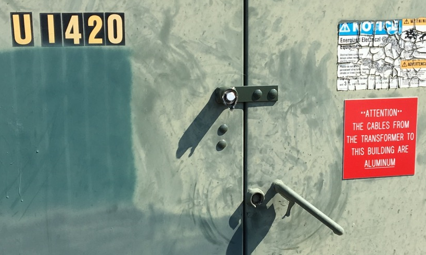 U1420
NOTICE
"ATTENTION"
THE CABLES FROM
THE TRANSFORMER TO
THIS BUILDING ARE
ALUMINUM